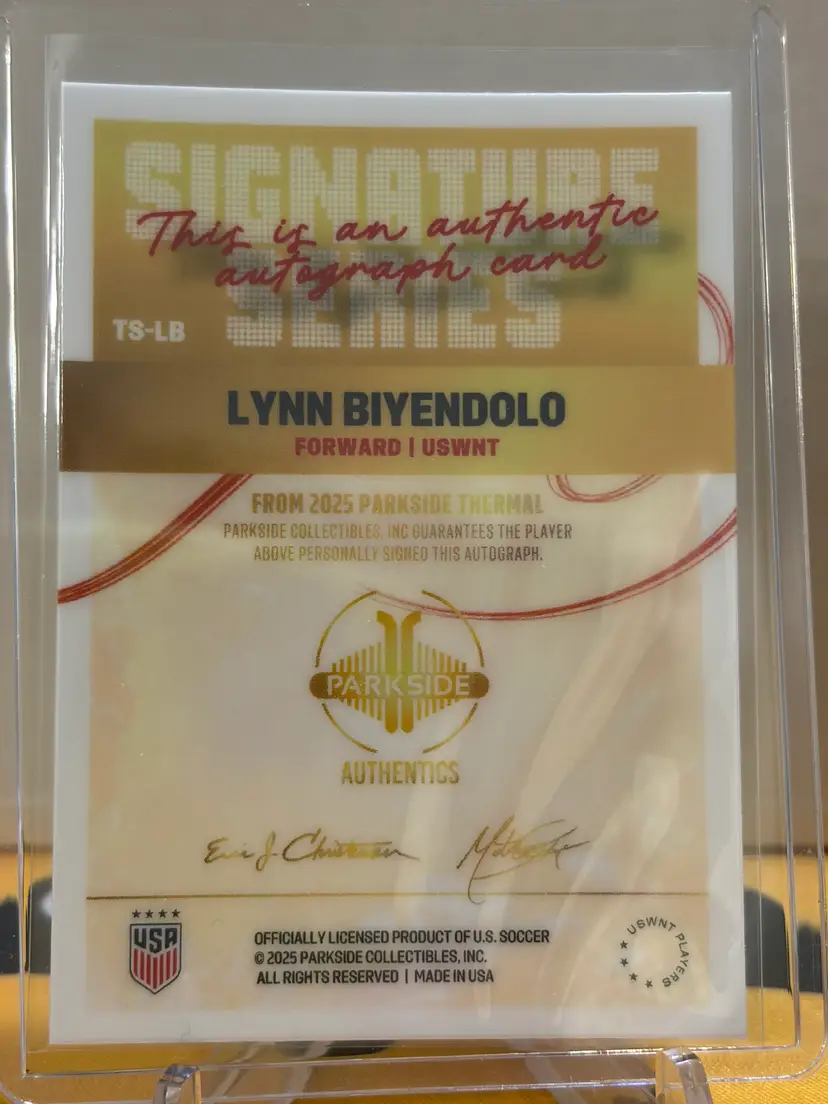 SIGNATURE
This is an authentic
autograph card
SERIES
TS-LB
LYNN BIYENDOLO
FORWARD | USWNT
FROM 2025 PARKSIDE THERMAL
PARKSIDE COLLECTIBLES, INC GUARANTEES THE PLAYER
ABOVE PERSONALLY SIGNED THIS AUTOGRAPH.
PARKSIDE
AUTHENTICS
Eric J. Christensen
USA
OFFICIALLY LICENSED PRODUCT OF U.S. SOCCER
© 2025 PARKSIDE COLLECTIBLES, INC.
ALL RIGHTS RESERVED | MADE IN USA
USWNT PLAYERS